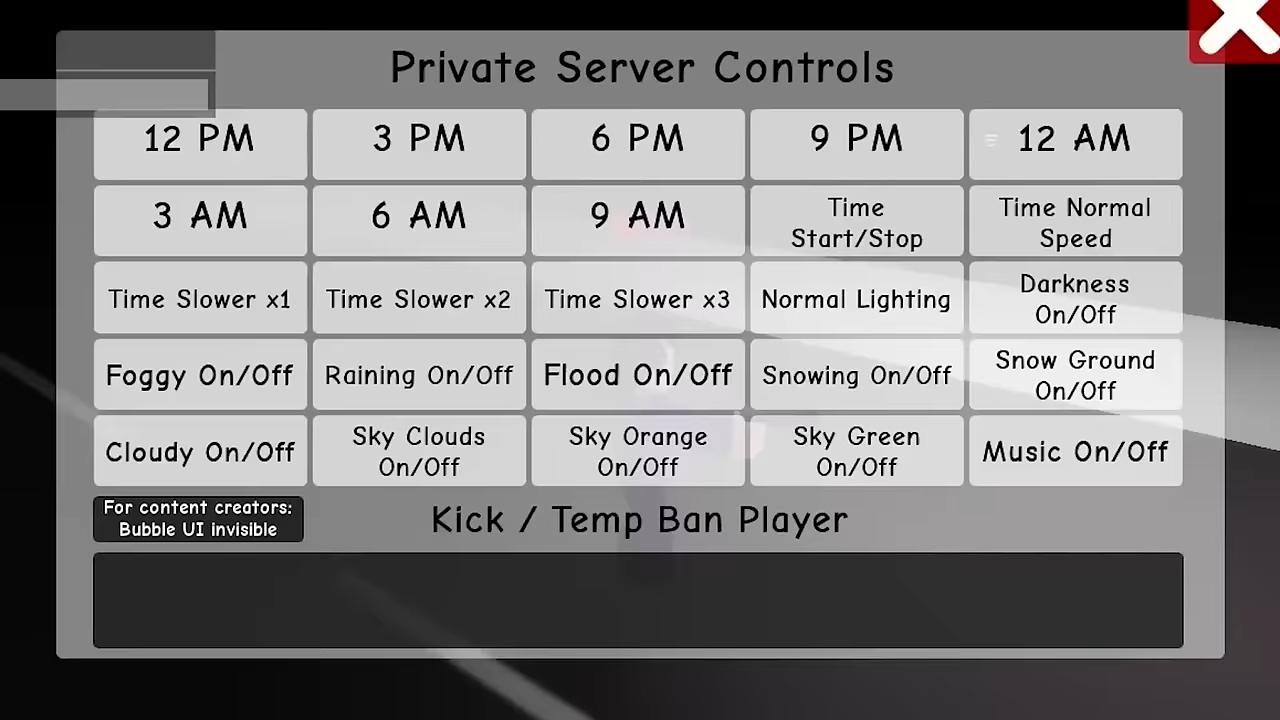 Private Server Controls
12 PM
3 PM
6 PM
9 PM
12 AM
3 AM
6 AM
9 AM
Time
Start/Stop
Time Normal
Speed
Time Slower x1
Time Slower x2
Time Slower x3
Normal Lighting
Darkness
On/Off
Foggy On/Off
Raining On/Off
Flood On/Off
Snowing On/Off
Snow Ground
On/Off
Cloudy On/Off
Sky Clouds
On/Off
Sky Orange
On/Off
Sky Green
On/Off
Music On/Off
For content creators:
Bubble UI invisible
Kick / Temp Ban Player